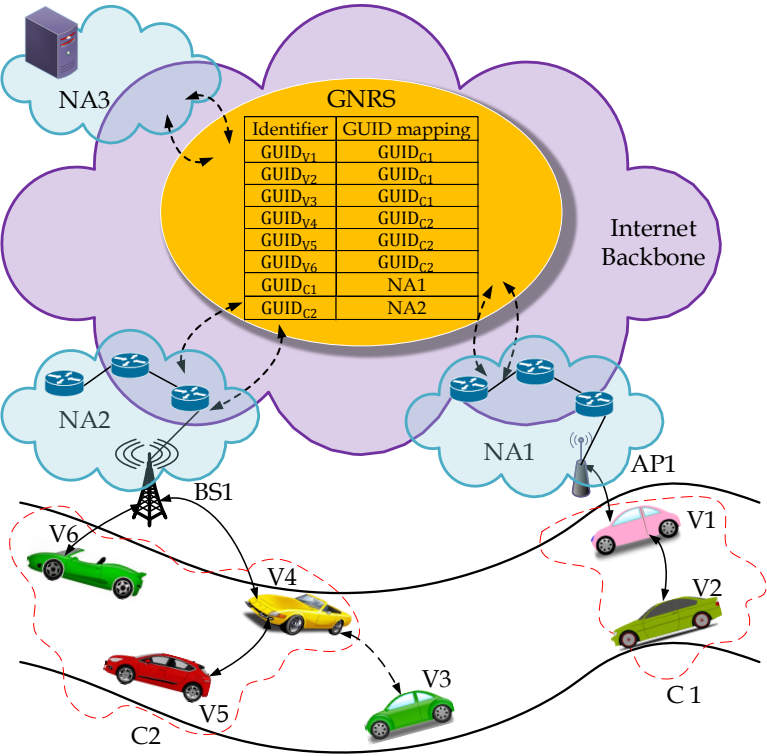 NA3
GNRS
Identifier GUID mapping
GUID_V1 GUID_C1
GUID_V2 GUID_C1
GUID_V3 GUID_C1
GUID_V4 GUID_C2
GUID_V5 GUID_C2
GUID_V6 GUID_C2
GUID_C1 NA1
GUID_C2 NA2
Internet
Backbone
NA2
NA1
BS1
AP1
V6
V1
V4
V2
V3
V5
C2
C 1